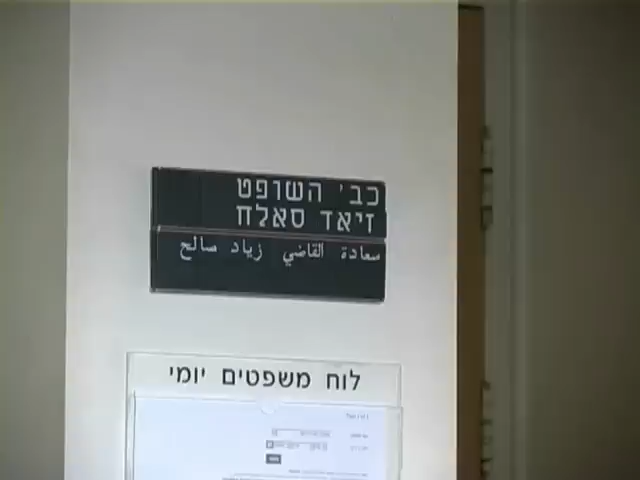 כב' השופט
זיאד סאלח
سعادة القاضي زياد صالح
לוח משפטים יומי